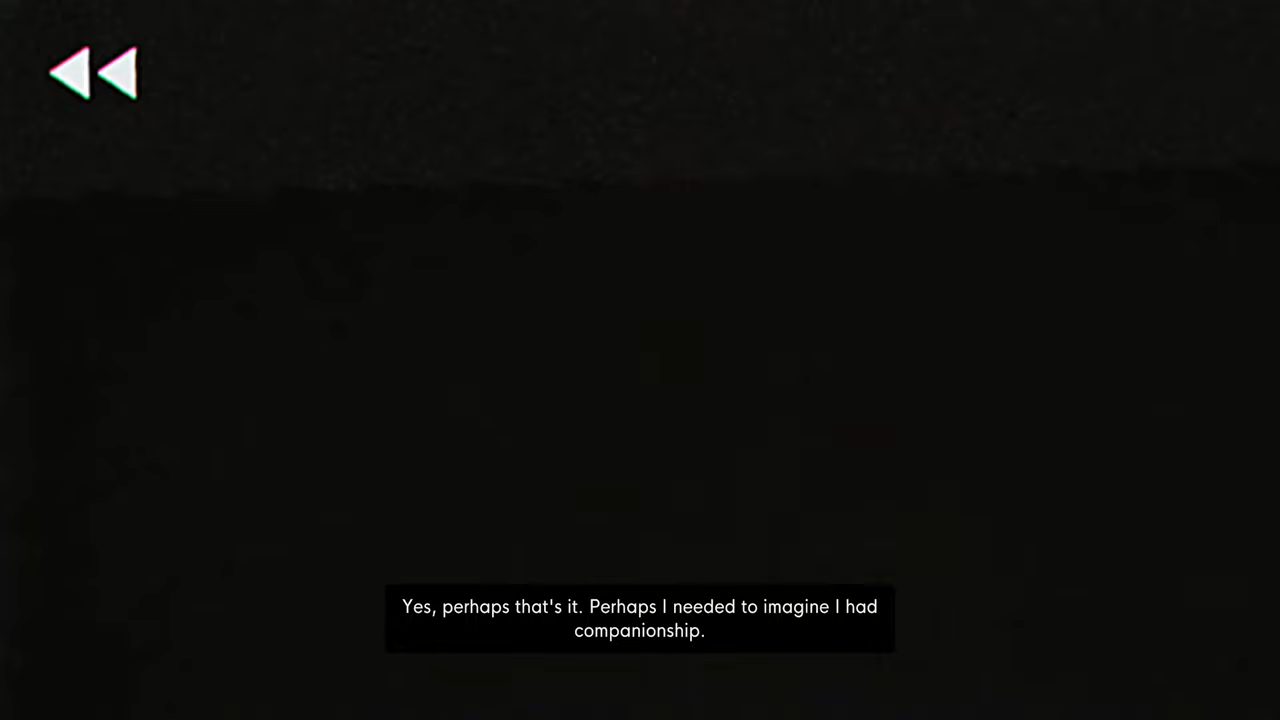 Yes, perhaps that's it. Perhaps I needed to imagine I had
companionship.